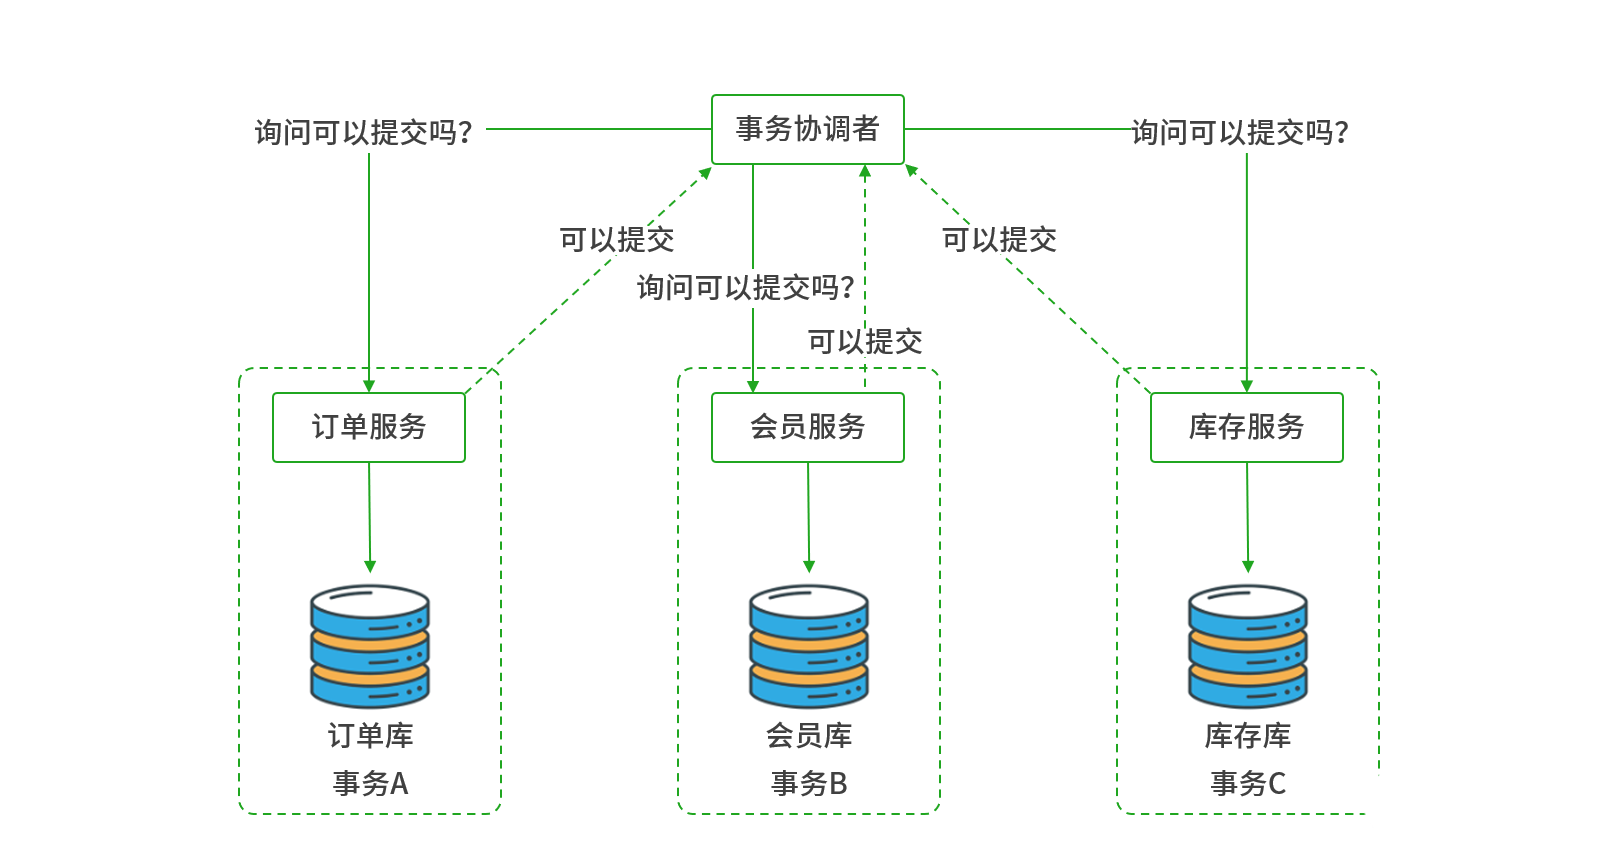 事务协调者
询问可以提交吗？
询问可以提交吗？
可以提交
可以提交
询问可以提交吗？
可以提交
订单服务
会员服务
库存服务
订单库
会员库
库存库
事务A
事务B
事务C